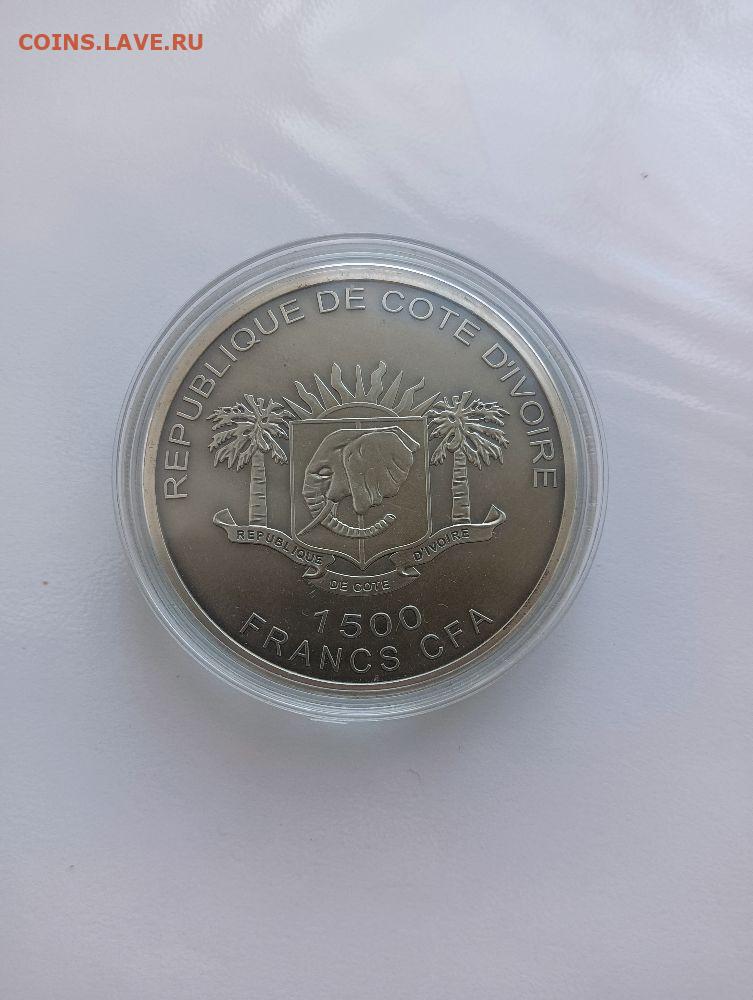 COINS.LAVE.RU
REPUBLIQUE DE COTE D'IVOIRE
REPUBLIQUE
DE COTE
D'IVOIRE
1500
FRANCS CFA